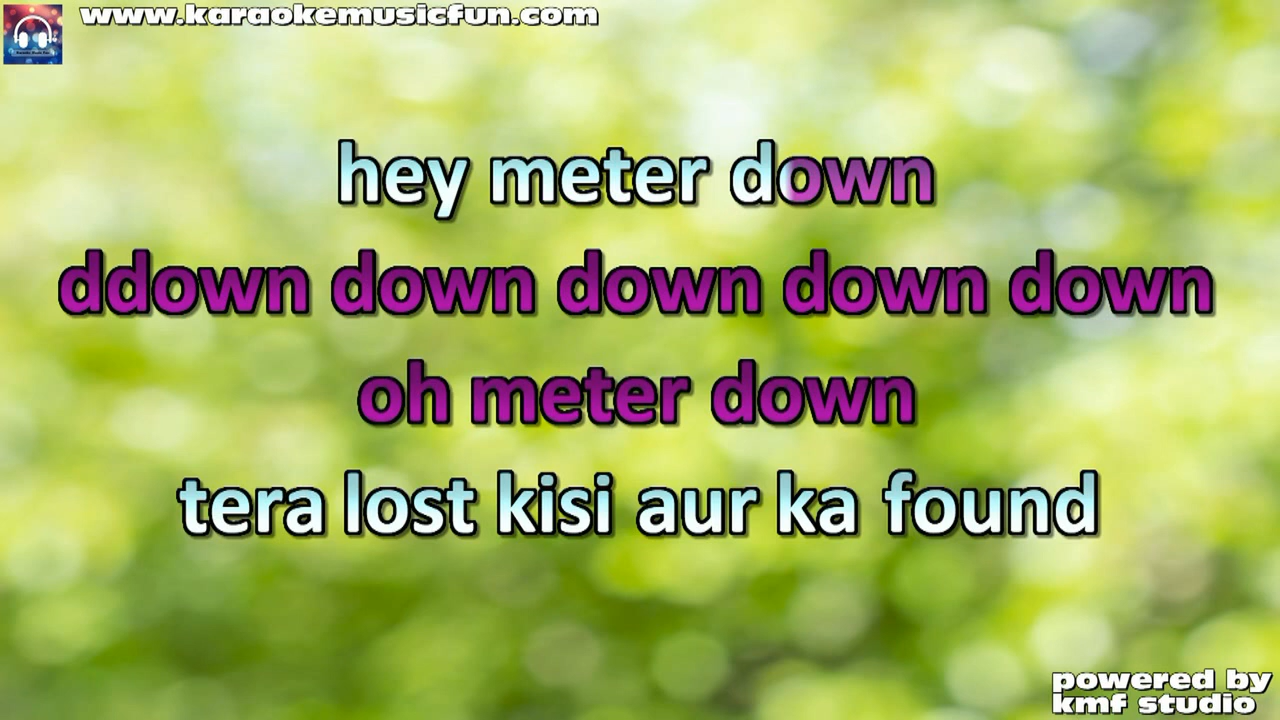 www.karaokemusicfun.com
hey meter down
ddown down down down down
oh meter down
tera lost kisi aur ka found
powered by
kmf studio